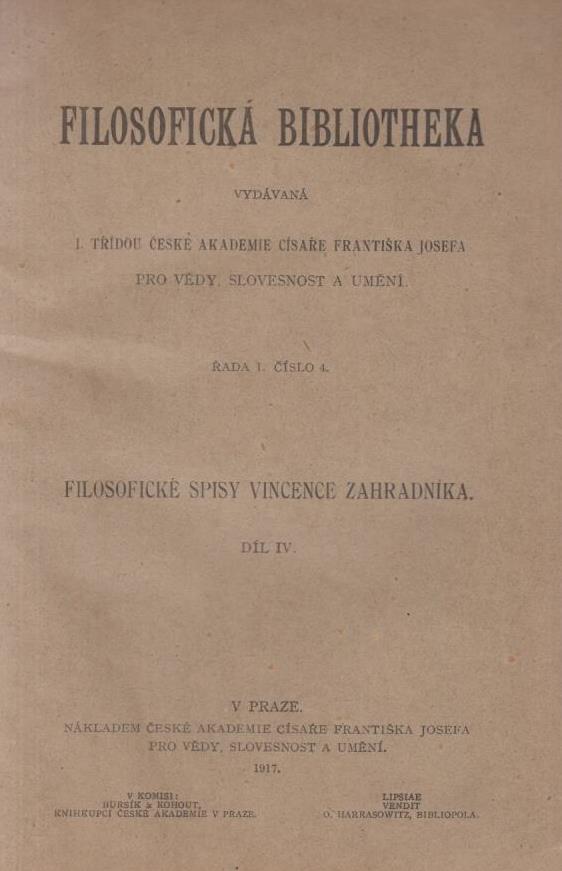 FILOSOFICKÁ BIBLIOTHEKA
VYDÁVANÁ
I. TŘÍDOU ČESKÉ AKADEMIE CÍSAŘE FRANTIŠKA JOSEFA
PRO VĚDY, SLOVESNOST A UMĚNÍ.
ŘADA I. ČÍSLO 4.
FILOSOFICKÉ SPISY VINCENCE ZAHRADNÍKA.
DÍL IV.
V PRAZE.
NÁKLADEM ČESKÉ AKADEMIE CÍSAŘE FRANTIŠKA JOSEFA
PRO VĚDY, SLOVESNOST A UMĚNÍ.
1917.
V KOMISI:
BURSÍK & KOHOUT,
KNIHKUPCI ČESKÉ AKADEMIE V PRAZE.
LIPSIAE
VENDIT
O. HARRASOWITZ, BIBLIOPOLA.